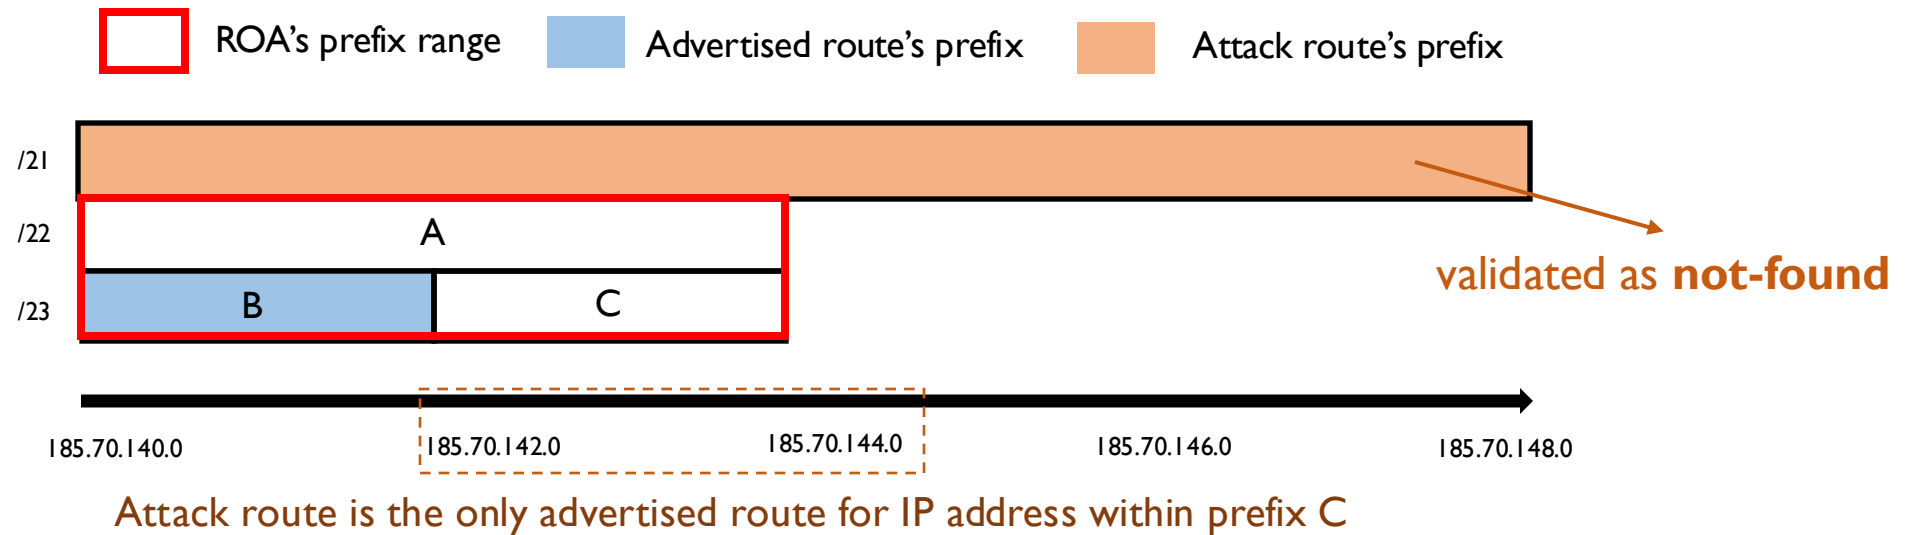 ROA's prefix range Advertised route's prefix Attack route's prefix
/21
/22 A
validated as not-found
/23 B C
185.70.140.0 185.70.142.0 185.70.144.0 185.70.146.0 185.70.148.0
Attack route is the only advertised route for IP address within prefix C